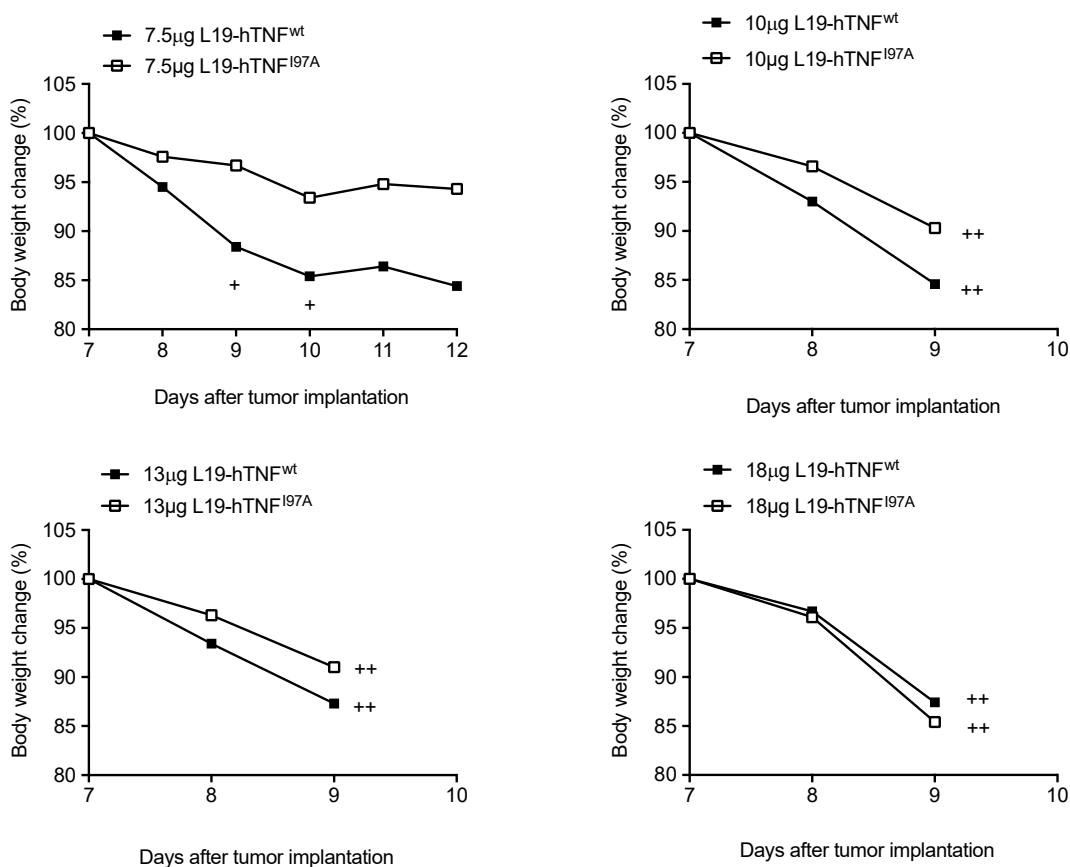 7.5μg L19-hTNFwt
7.5μg L19-hTNFI97A
Body weight change (%)
105
100
95
90
85
80
+
+
7 8 9 10 11 12
Days after tumor implantation
10μg L19-hTNFwt
10μg L19-hTNFI97A
Body weight change (%)
105
100
95
90
85
80
++
++
7 8 9 10
Days after tumor implantation
13μg L19-hTNFwt
13μg L19-hTNFI97A
Body weight change (%)
105
100
95
90
85
80
++
++
7 8 9 10
Days after tumor implantation
18μg L19-hTNFwt
18μg L19-hTNFI97A
Body weight change (%)
105
100
95
90
85
80
++
++
7 8 9 10
Days after tumor implantation